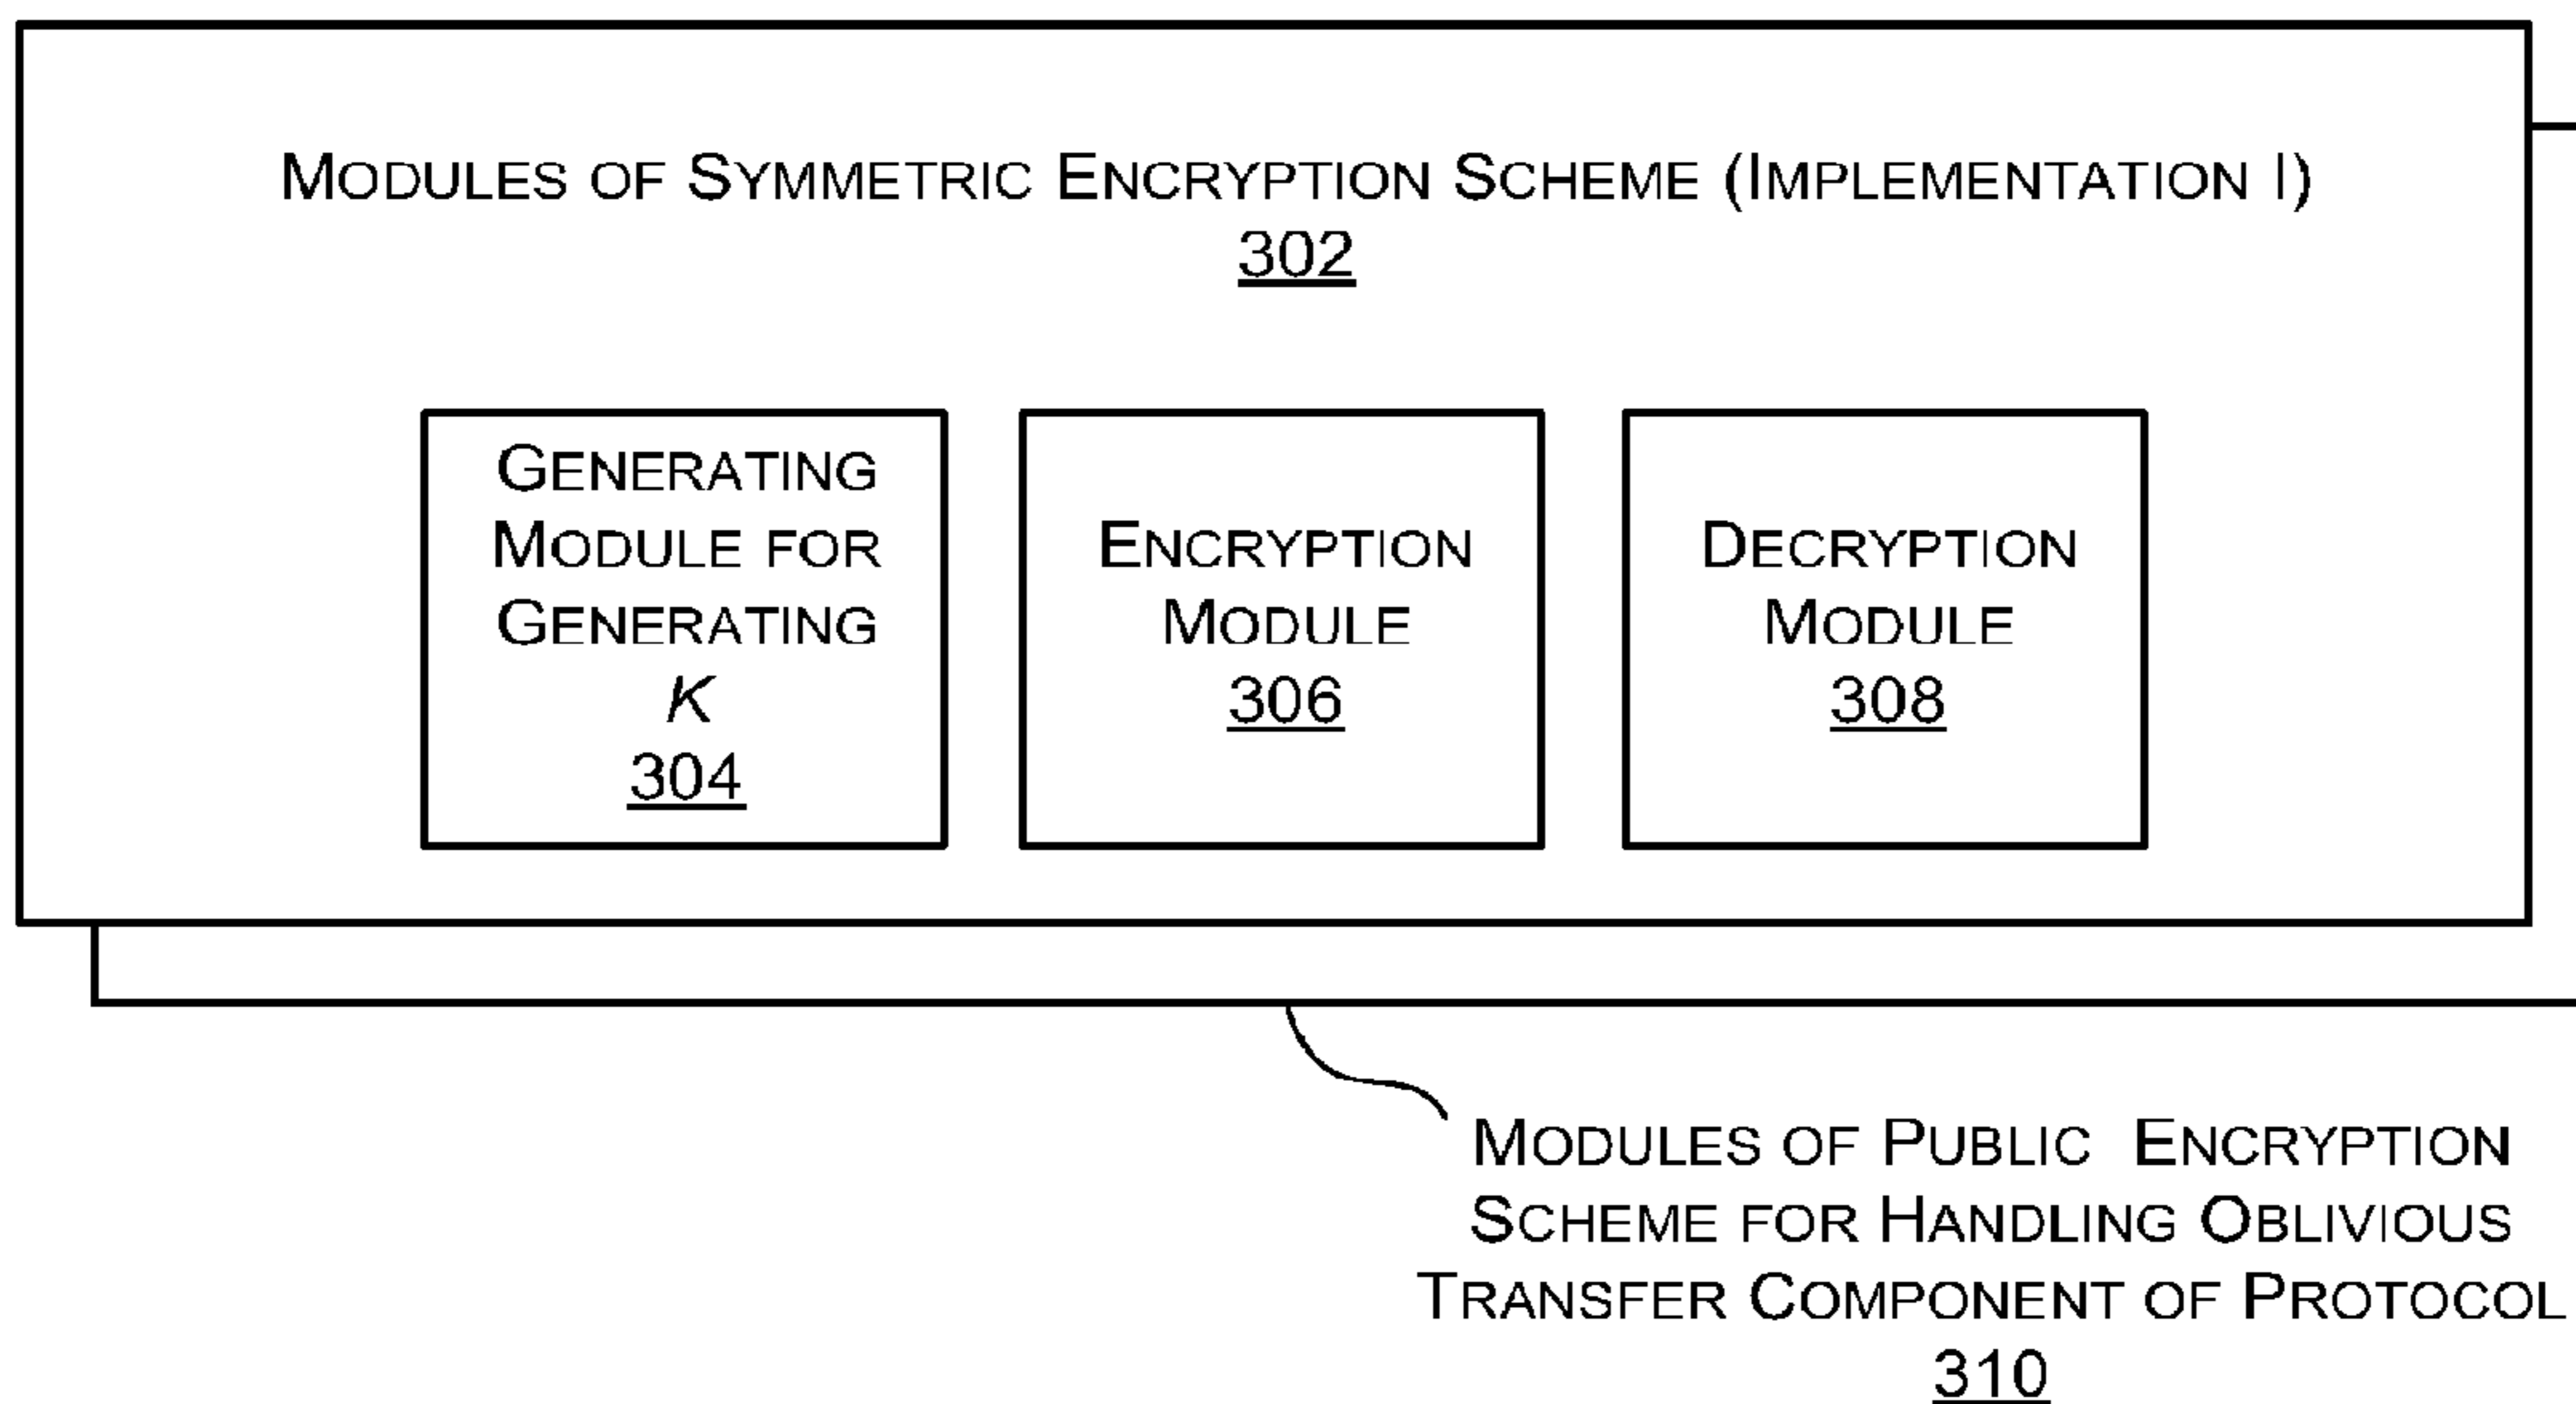 MODULES OF SYMMETRIC ENCRYPTION SCHEME (IMPLEMENTATION I)
302
GENERATING
MODULE FOR
GENERATING
K
304
ENCRYPTION
MODULE
306
DECRYPTION
MODULE
308
MODULES OF PUBLIC ENCRYPTION
SCHEME FOR HANDLING OBLIVIOUS
TRANSFER COMPONENT OF PROTOCOL
310